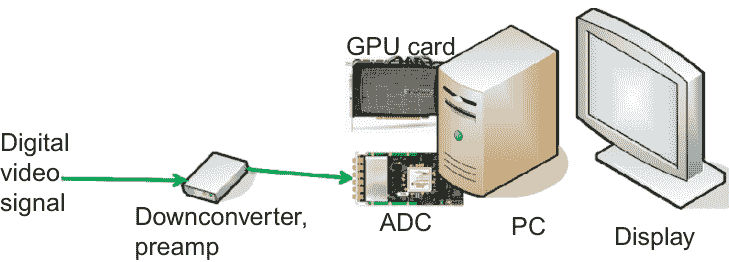 GPU card
Digital
video
signal
Downconverter,
preamp
ADC
PC
Display